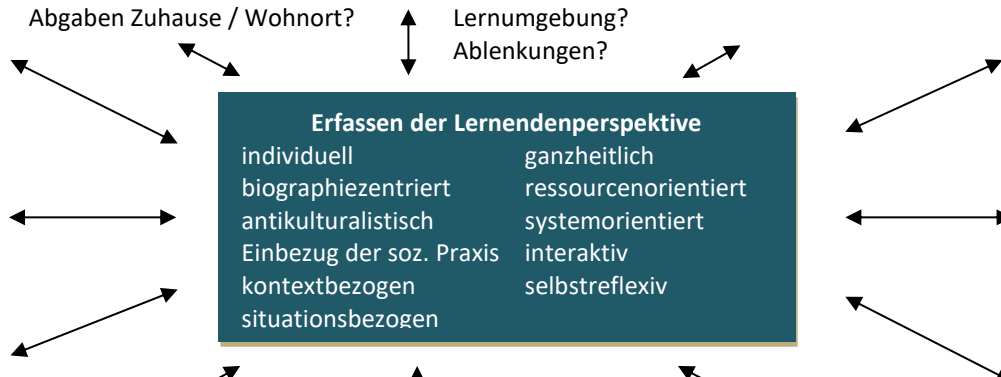 Abgaben Zuhause / Wohnort?
Lernumgebung?
Ablenkungen?
Erfassen der Lernendenperspektive
individuell
ganzheitlich
biographiezentriert
ressourcenorientiert
antikulturalistisch
systemorientiert
Einbezug der soz. Praxis
interaktiv
kontextbezogen
selbstreflexiv
situationsbezogen